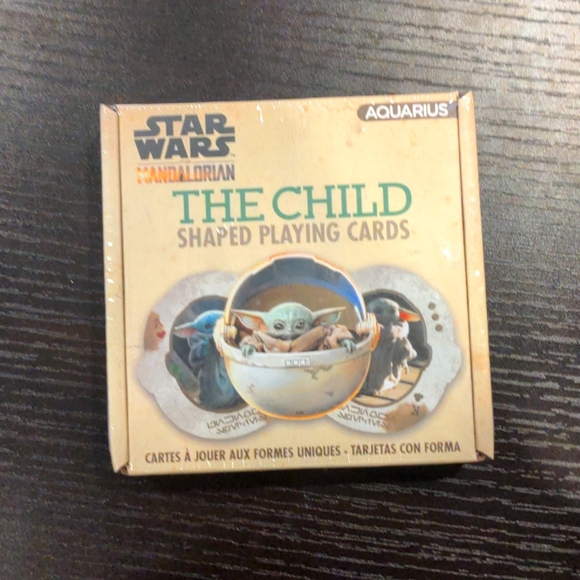 STAR
WARS
MANDALORIAN
AQUARIUS
THE CHILD
SHAPED PLAYING CARDS
CARTES À JOUER AUX FORMES UNIQUES • TARJETAS CON FORMA